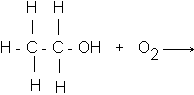 H H
H - C - C - OH + O₂ ⟶
H H